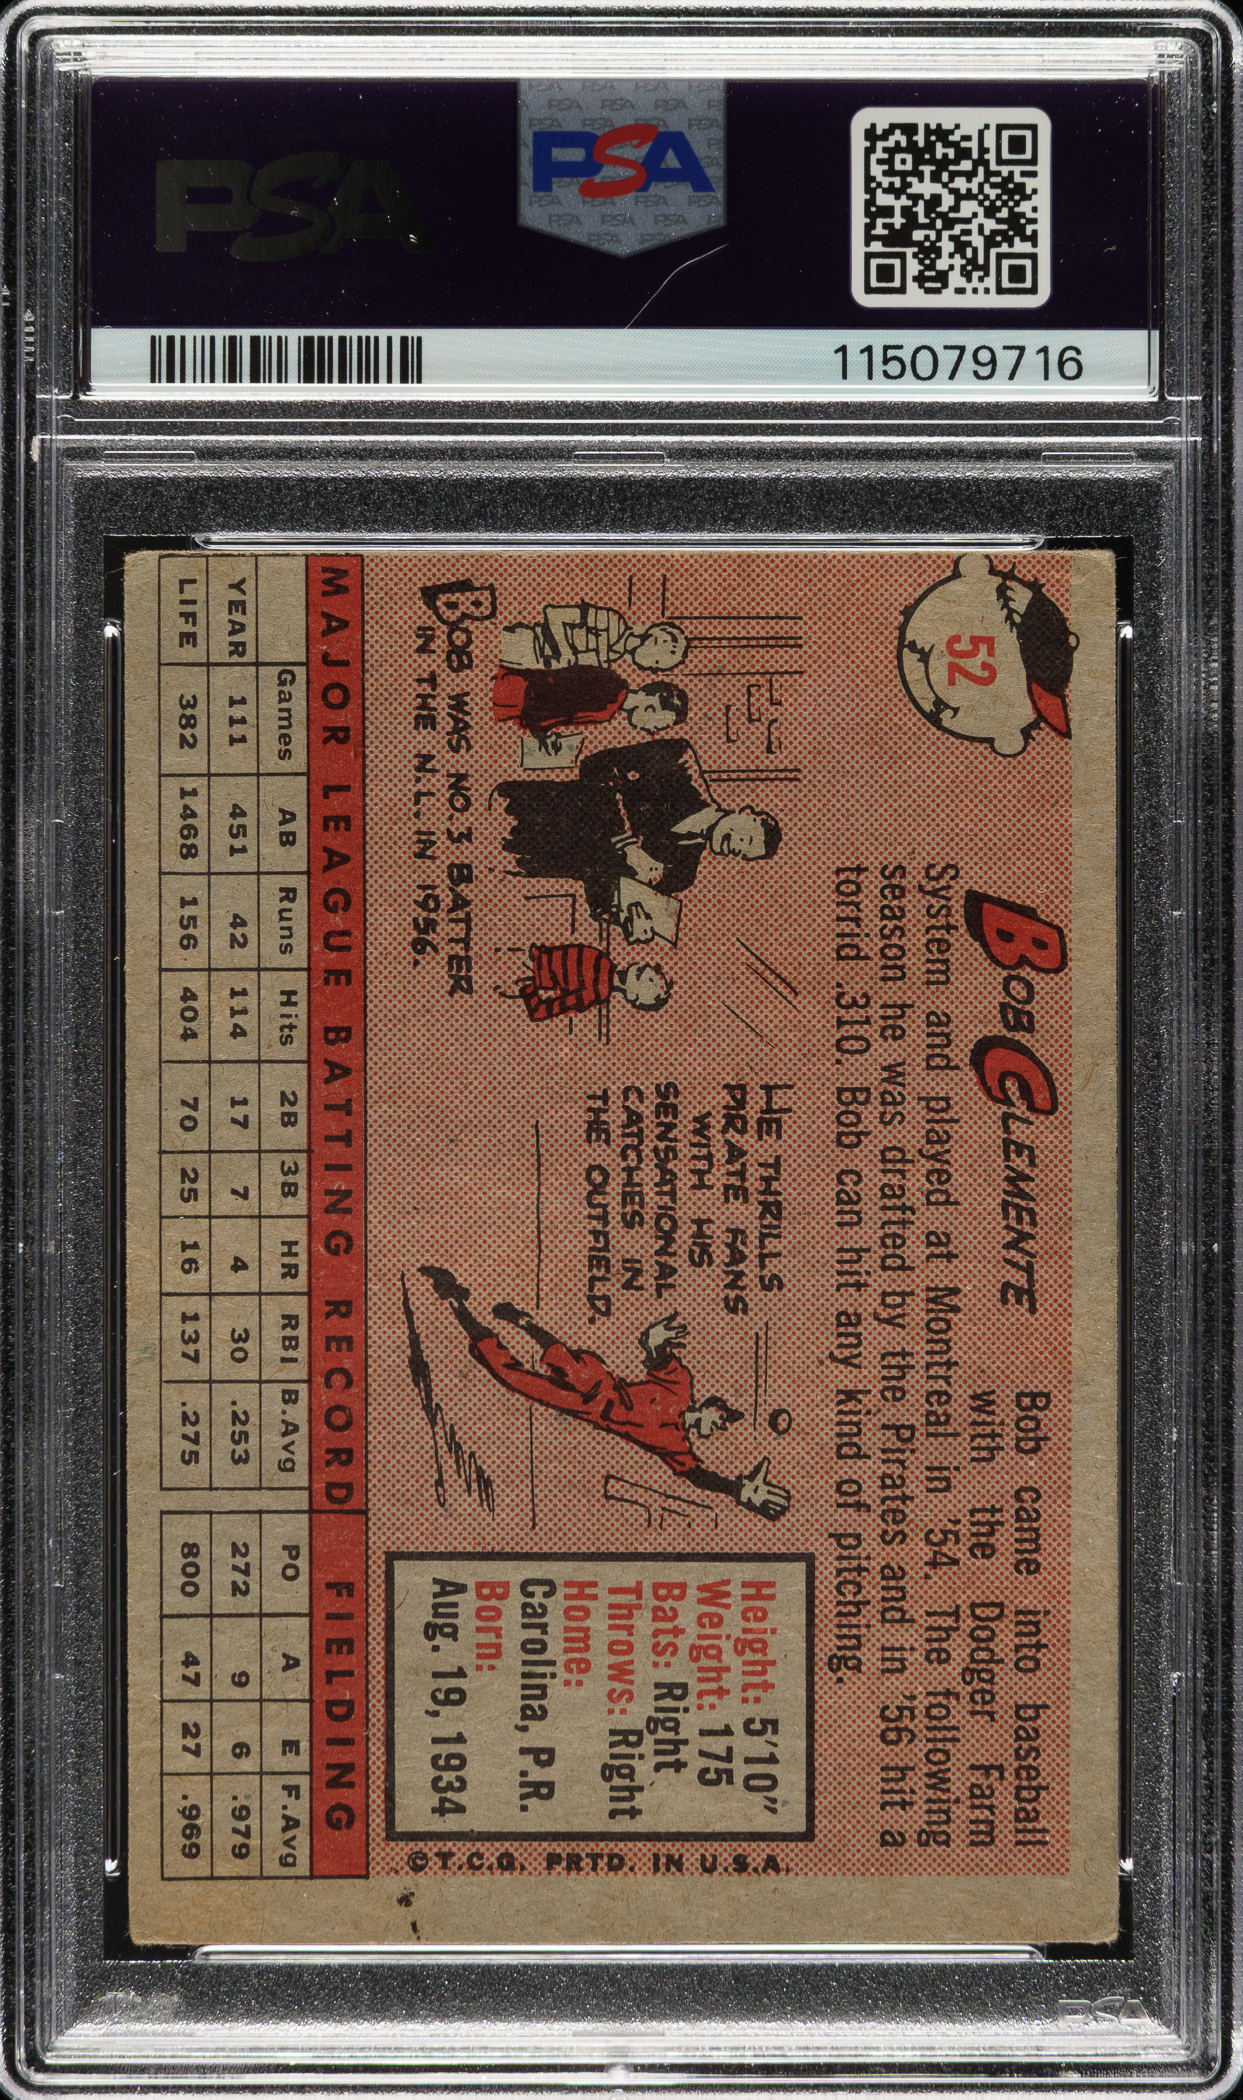 PSA
PSA
115079716
52
BOB CLEMENTE
Bob came into baseball
with the Dodger Farm
System and played at Montreal in '54. The following
season he was drafted by the Pirates and in '56 hit a
torrid .310. Bob can hit any kind of pitching.
BOB WAS NO. 3 BATTER
IN THE N.L. IN 1956.
HE THRILLS
PIRATE FANS
WITH HIS
SENSATIONAL
CATCHES IN
THE OUTFIELD.
Height: 5'10"
Weight: 175
Bats: Right
Throws: Right
Home:
Carolina, P.R.
Born:
Aug. 19, 1934
©T.C.G. PRTD. IN U.S.A.
MAJOR LEAGUE BATTING RECORD FIELDING
Games AB Runs Hits 2B 3B HR RBI B.Avg PO A E F.Avg
YEAR 111 451 42 114 17 7 4 30 .253 272 9 6 .979
LIFE 382 1468 156 404 70 25 16 137 .275 800 47 27 .969
PSA